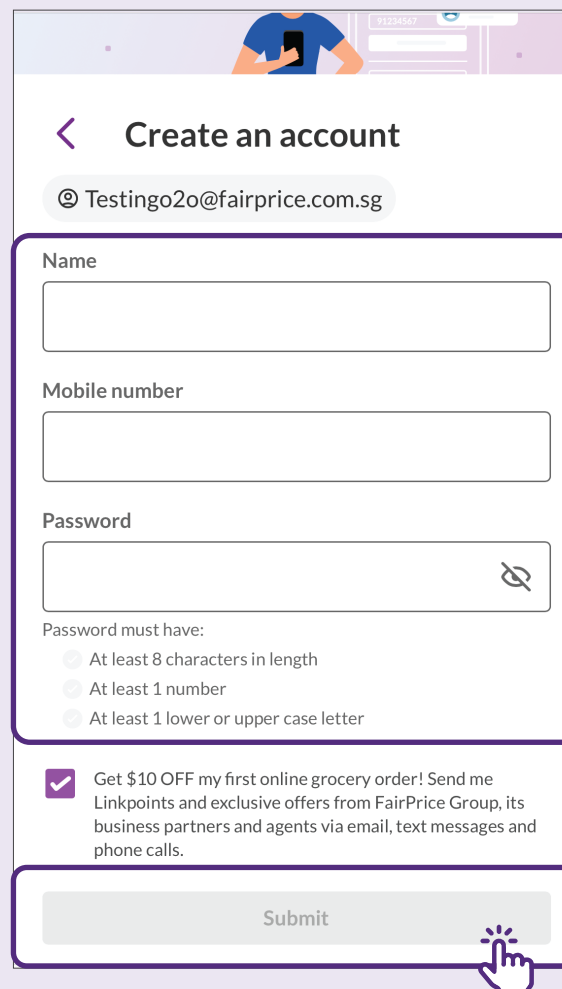 91234567
Create an account
Testingo2o@fairprice.com.sg
Name
Mobile number
Password
Password must have:
At least 8 characters in length
At least 1 number
At least 1 lower or upper case letter
Get $10 OFF my first online grocery order! Send me
Linkpoints and exclusive offers from FairPrice Group, its
business partners and agents via email, text messages and
phone calls.
Submit